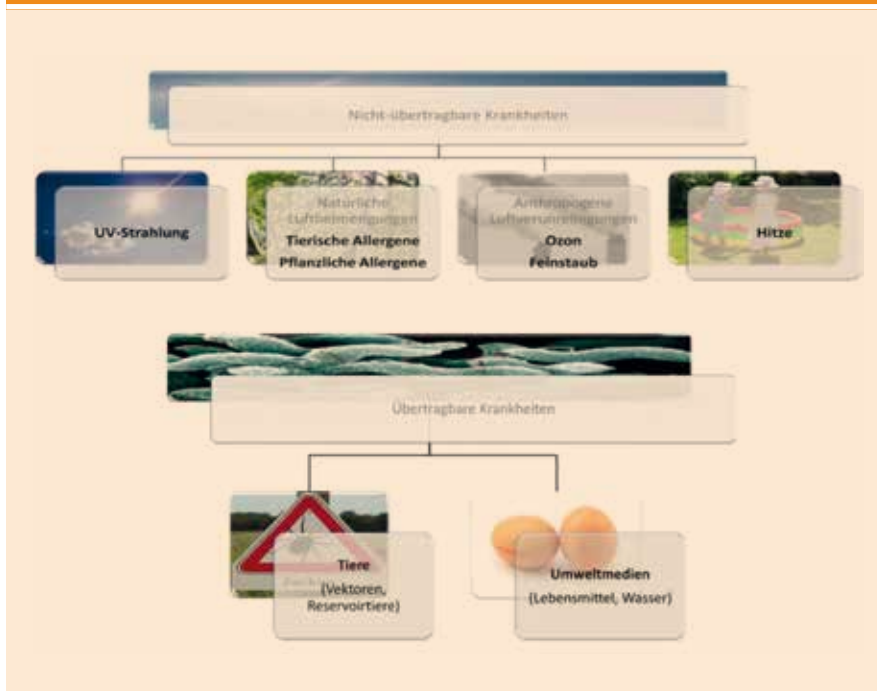 Nicht-übertragbare Krankheiten
UV-Strahlung
Natürliche
Luftbeimengungen
Tierische Allergene
Pflanzliche Allergene
Anthropogene
Luftverunreinigungen
Ozon
Feinstaub
Hitze
Übertragbare Krankheiten
Tiere
(Vektoren,
Reservoirtiere)
Umweltmedien
(Lebensmittel, Wasser)